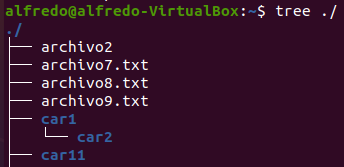 alfredo@alfredo-VirtualBox:~$ tree ./
./
├── archivo2
├── archivo7.txt
├── archivo8.txt
├── archivo9.txt
├── car1
│   └── car2
├── car11